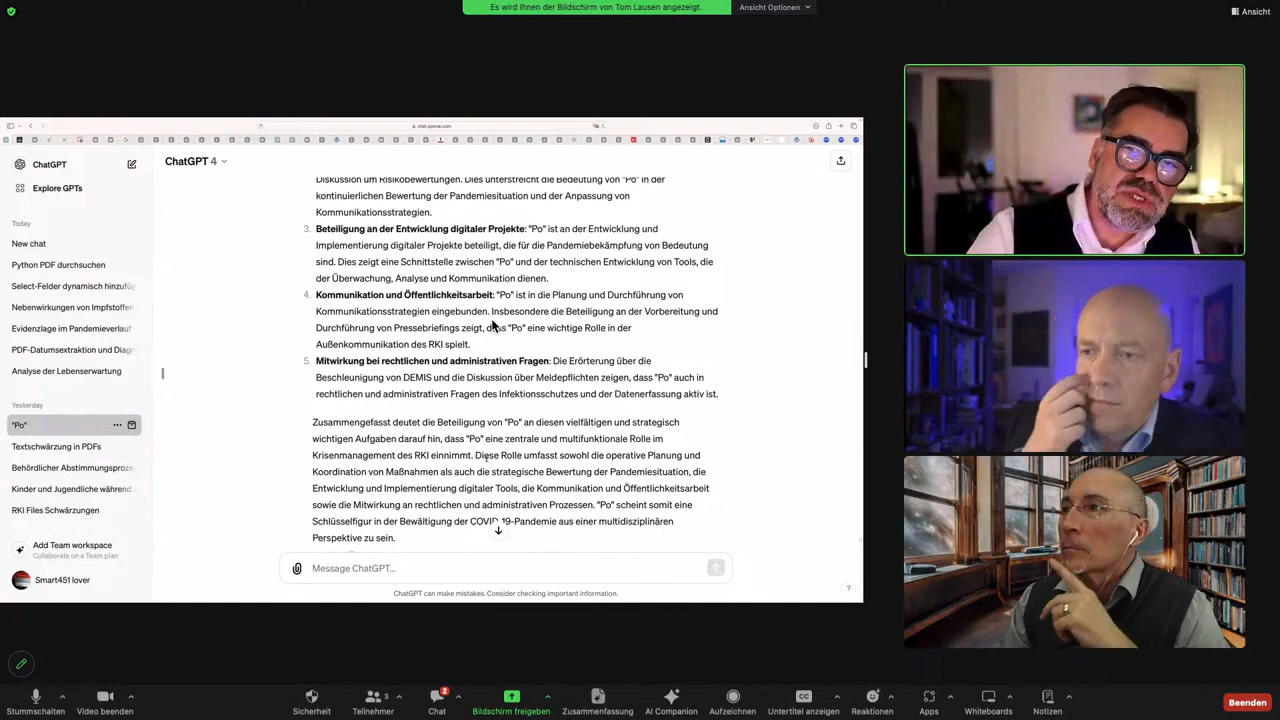 Es wird Ihnen der Bildschirm von Tom Lausen angezeigt.
Ansicht Optionen
Ansicht
chat.openai.com
ChatGPT
ChatGPT 4
Explore GPTs
Today
New chat
Python PDF durchsuchen
Select-Felder dynamisch hinzufüg
Nebenwirkungen von Impfstoffen
Evidenzlage im Pandemieverlauf
PDF-Datumsextraktion und Diagn
Analyse der Lebenserwartung
Yesterday
"Po"
Textschwärzung in PDFs
Behördlicher Abstimmungsproze
Kinder und Jugendliche während
RKI Files Schwärzungen
Add Team workspace
Collaborate on a Team plan
Smart451 lover
Diskussion um Risikobewertungen. Dies unterstreicht die Bedeutung von "Po" in der
kontinuierlichen Bewertung der Pandemiesituation und der Anpassung von
Kommunikationsstrategien.
3. Beteiligung an der Entwicklung digitaler Projekte: "Po" ist an der Entwicklung und
Implementierung digitaler Projekte beteiligt, die für die Pandemiebekämpfung von Bedeutung
sind. Dies zeigt eine Schnittstelle zwischen "Po" und der technischen Entwicklung von Tools, die
der Überwachung, Analyse und Kommunikation dienen.
4. Kommunikation und Öffentlichkeitsarbeit: "Po" ist in die Planung und Durchführung von
Kommunikationsstrategien eingebunden. Insbesondere die Beteiligung an der Vorbereitung und
Durchführung von Pressebriefings zeigt, dass "Po" eine wichtige Rolle in der
Außenkommunikation des RKI spielt.
5. Mitwirkung bei rechtlichen und administrativen Fragen: Die Erörterung über die
Beschleunigung von DEMIS und die Diskussion über Meldepflichten zeigen, dass "Po" auch in
rechtlichen und administrativen Fragen des Infektionsschutzes und der Datenerfassung aktiv ist.
Zusammengefasst deutet die Beteiligung von "Po" an diesen vielfältigen und strategisch
wichtigen Aufgaben darauf hin, dass "Po" eine zentrale und multifunktionale Rolle im
Krisenmanagement des RKI einnimmt. Diese Rolle umfasst sowohl die operative Planung und
Koordination von Maßnahmen als auch die strategische Bewertung der Pandemiesituation, die
Entwicklung und Implementierung digitaler Tools, die Kommunikation und Öffentlichkeitsarbeit
sowie die Mitwirkung an rechtlichen und administrativen Prozessen. "Po" scheint somit eine
Schlüsselfigur in der Bewältigung der COVID-19-Pandemie aus einer multidisziplinären
Perspektive zu sein.
Message ChatGPT...
ChatGPT can make mistakes. Consider checking important information.
?
Stummschalten
Video beenden
Sicherheit
3
Teilnehmer
2
Chat
Bildschirm freigeben
Zusammenfassung
AI Companion
Aufzeichnen
CC
Untertitel anzeigen
Reaktionen
Apps
Whiteboards
Notizen
Beenden